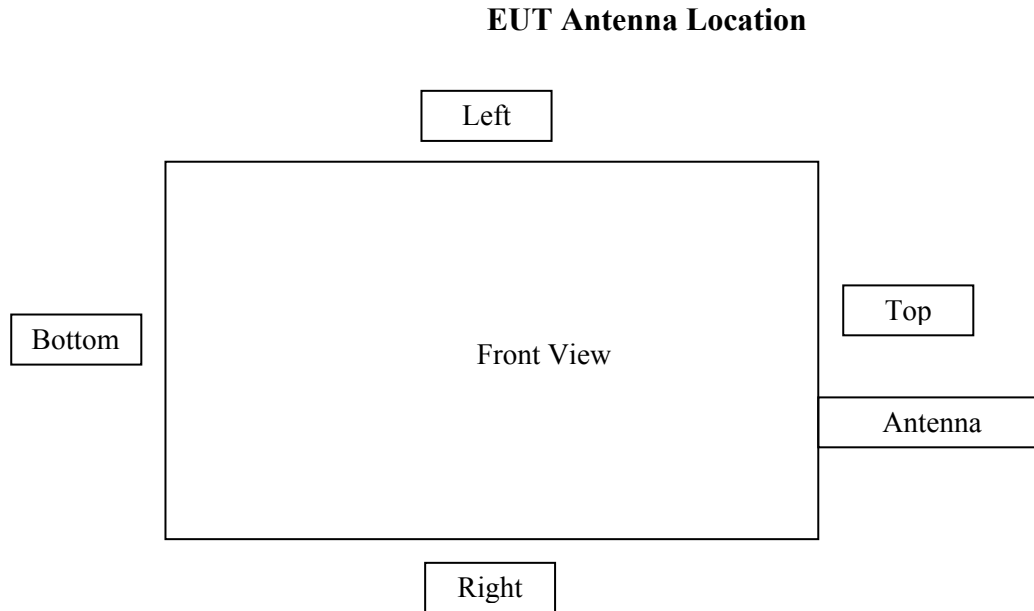 EUT Antenna Location
Left
Top
Bottom
Front View
Antenna
Right